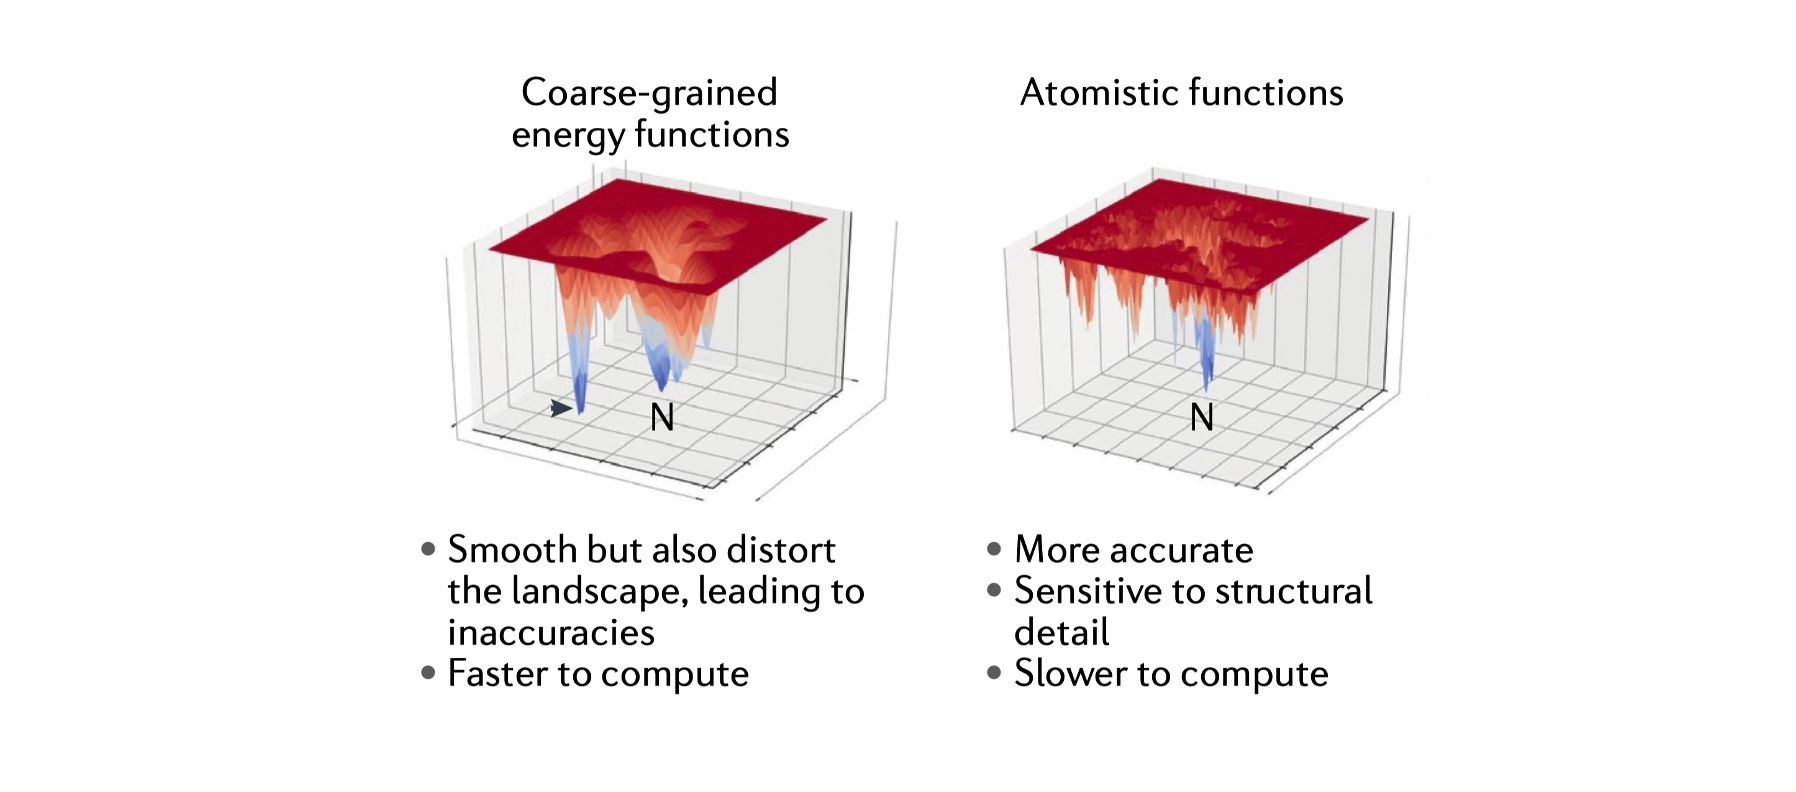 Coarse-grained
energy functions
Atomistic functions
N
N
• Smooth but also distort
the landscape, leading to
inaccuracies
• Faster to compute
• More accurate
• Sensitive to structural
detail
• Slower to compute